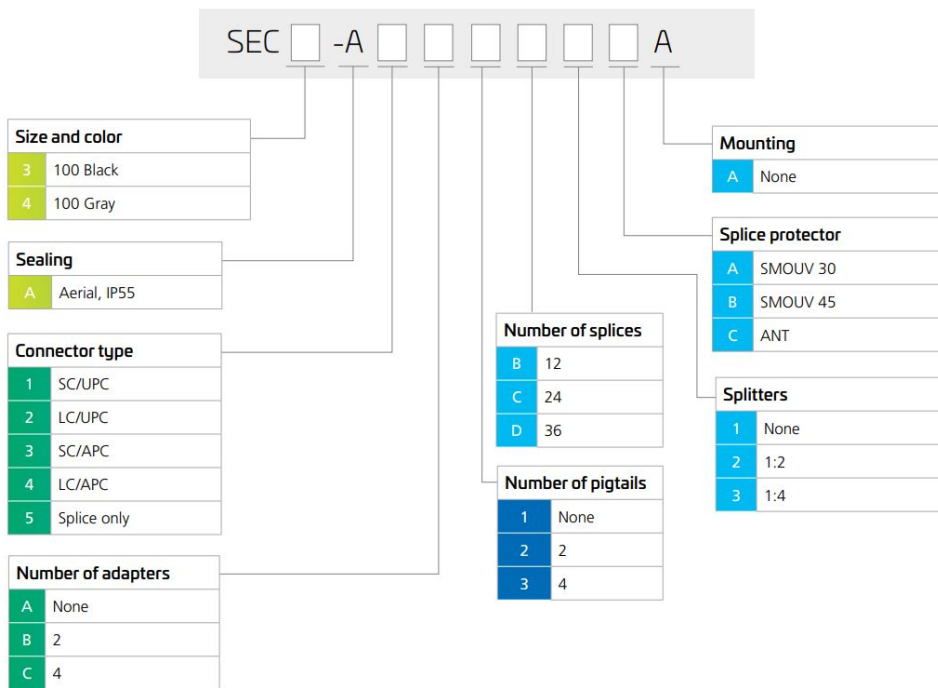 SEC -A A
Size and color
3 100 Black
4 100 Gray
Sealing
A Aerial, IP55
Connector type
1 SC/UPC
2 LC/UPC
3 SC/APC
4 LC/APC
5 Splice only
Number of adapters
A None
B 2
C 4
Number of splices
B 12
C 24
D 36
Number of pigtails
1 None
2 2
3 4
Mounting
A None
Splice protector
A SMOUV 30
B SMOUV 45
C ANT
Splitters
1 None
2 1:2
3 1:4